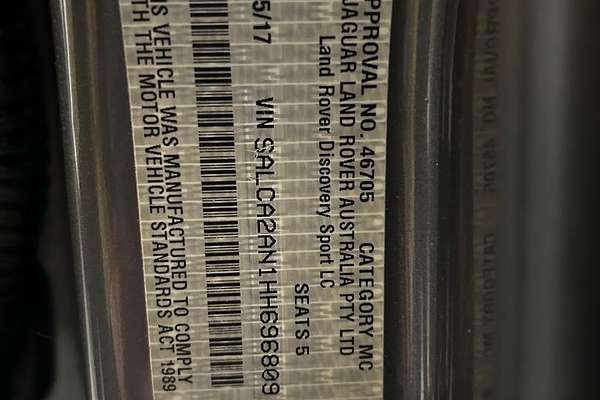 PPROVAL NO. 46705 CATEGORY MC
JAGUAR LAND ROVER AUSTRALIA PTY LTD
Land Rover Discovery Sport LC
SEATS 5
5/17 VIN SALCA2AN1HH696809
IS VEHICLE WAS MANUFACTURED TO COMPLY
TH THE MOTOR VEHICLE STANDARDS ACT 1989